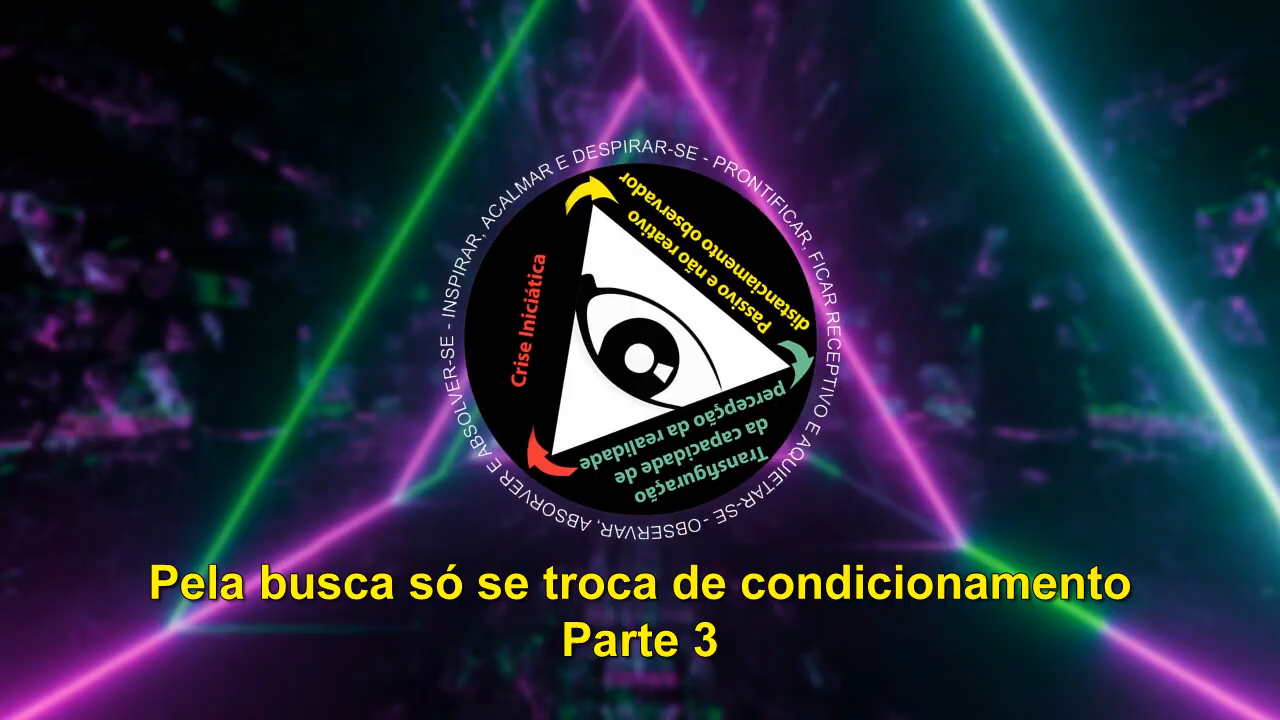 INSPIRAR, ACALMAR E DESPIRAR-SE - PRONTIFICAR, FICAR RECEPTIVO E AQUIETAR-SE - OBSERVAR, ABSORVER E ABSOLVER-SE -
Crise Iniciática
Passivo e não reativo
distanciamento observador
Transfiguração
da capacidade de
percepção da realidade
Pela busca só se troca de condicionamento
Parte 3